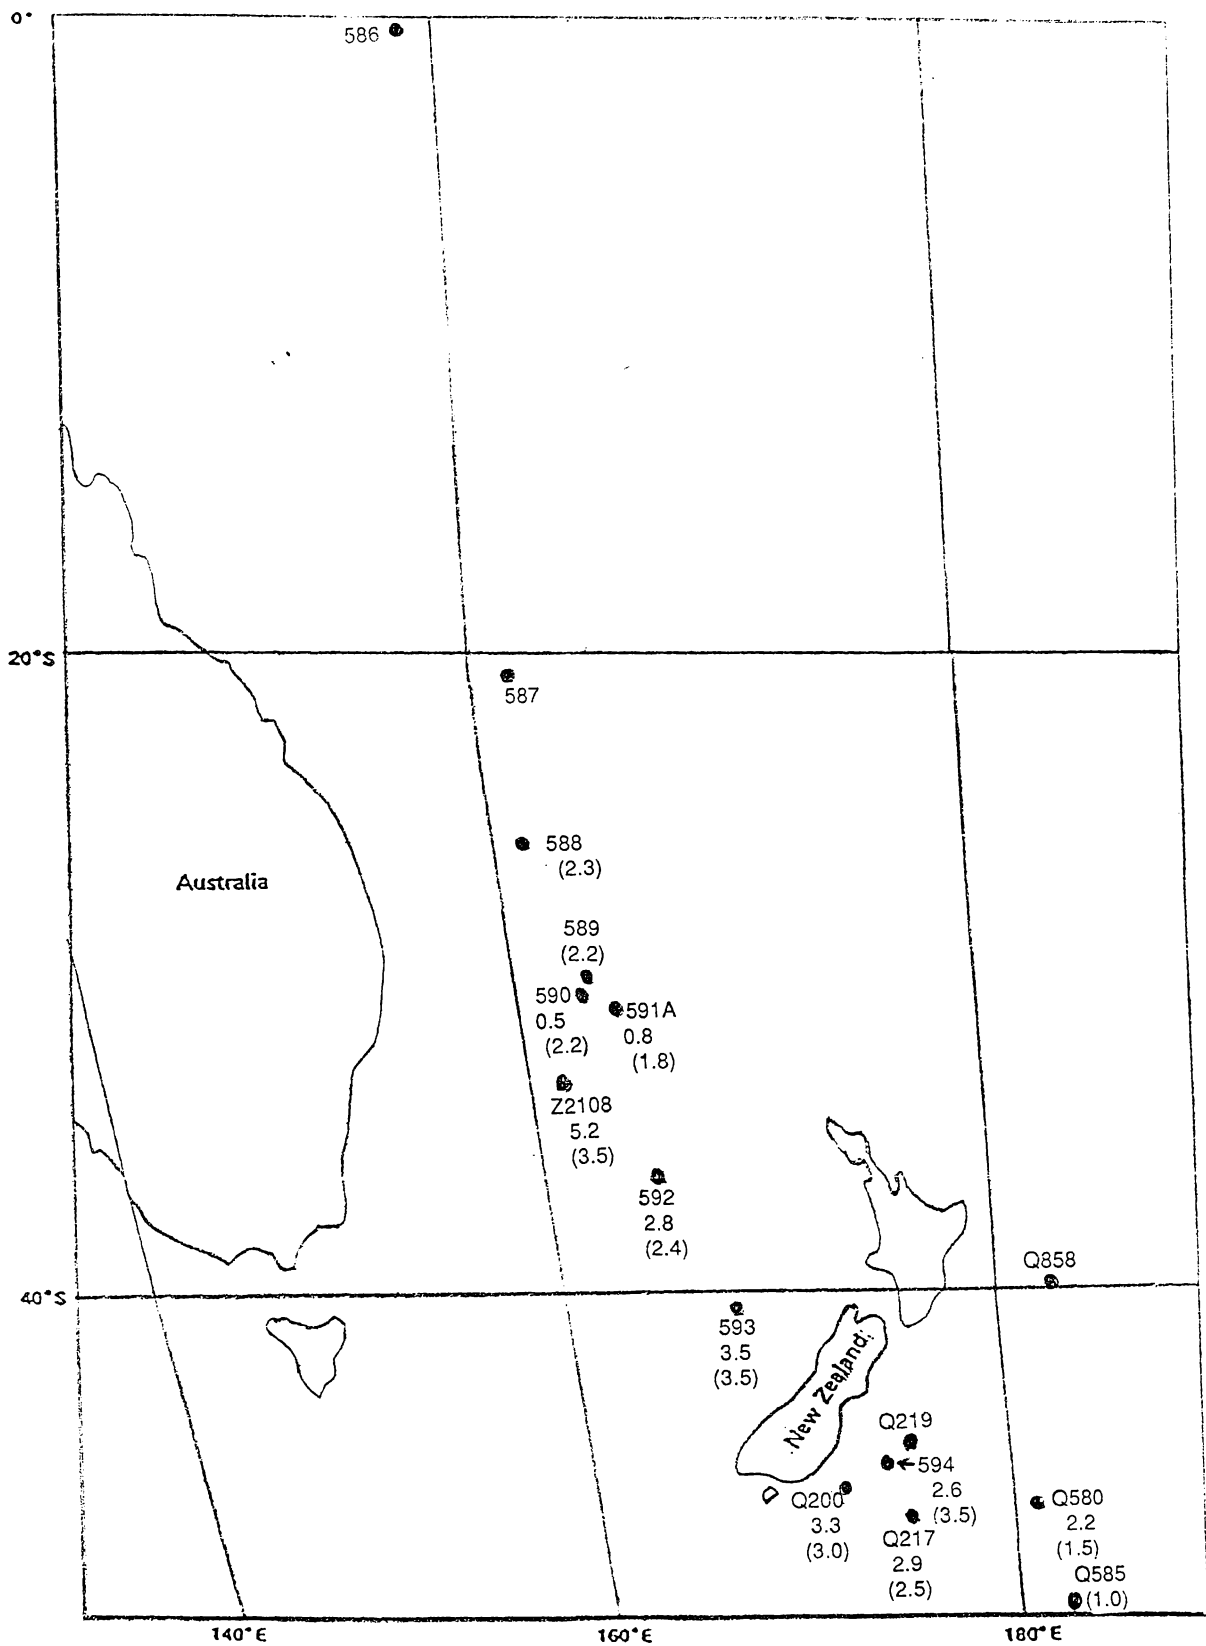 0°
586
20°S
587
588
(2.3)
Australia
589
(2.2)
590
0.5
(2.2)
591A
0.8
(1.8)
Z2108
5.2
(3.5)
592
2.8
(2.4)
Q858
40°S
593
3.5
(3.5)
New Zealand
Q219
594
2.6
(3.5)
Q200
3.3
(3.0)
Q217
2.9
(2.5)
Q580
2.2
(1.5)
Q585
(1.0)
140°E
160°E
180°E